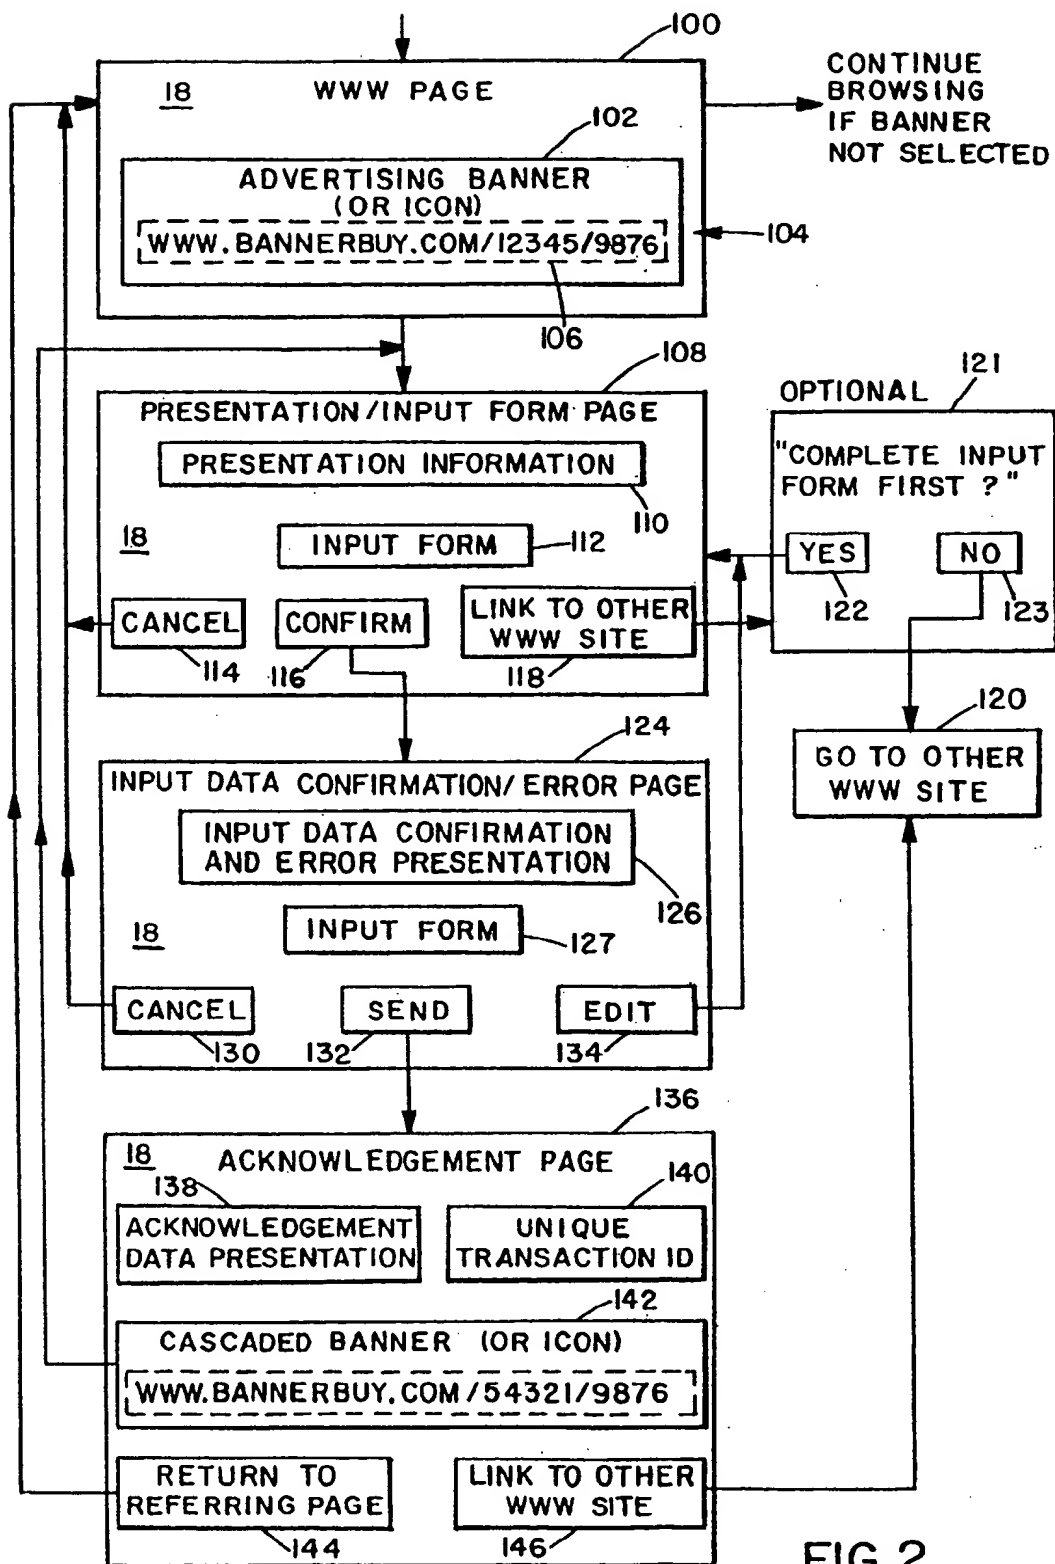 100
18
WWW PAGE
CONTINUE
BROWSING
IF BANNER
NOT SELECTED
102
ADVERTISING BANNER
(OR ICON)
WWW.BANNERBUY.COM/12345/9876
104
106
108
PRESENTATION/INPUT FORM PAGE
PRESENTATION INFORMATION
110
18
INPUT FORM
112
CANCEL
CONFIRM
LINK TO OTHER
WWW SITE
114
116
118
OPTIONAL
121
"COMPLETE INPUT
FORM FIRST ?"
YES
NO
122
123
120
GO TO OTHER
WWW SITE
124
INPUT DATA CONFIRMATION/ERROR PAGE
INPUT DATA CONFIRMATION
AND ERROR PRESENTATION
126
18
INPUT FORM
127
CANCEL
SEND
EDIT
130
132
134
136
18
ACKNOWLEDGEMENT PAGE
138
140
ACKNOWLEDGEMENT
DATA PRESENTATION
UNIQUE
TRANSACTION ID
142
CASCADED BANNER (OR ICON)
WWW.BANNERBUY.COM/54321/9876
RETURN TO
REFERRING PAGE
LINK TO OTHER
WWW SITE
144
146
FIG.2